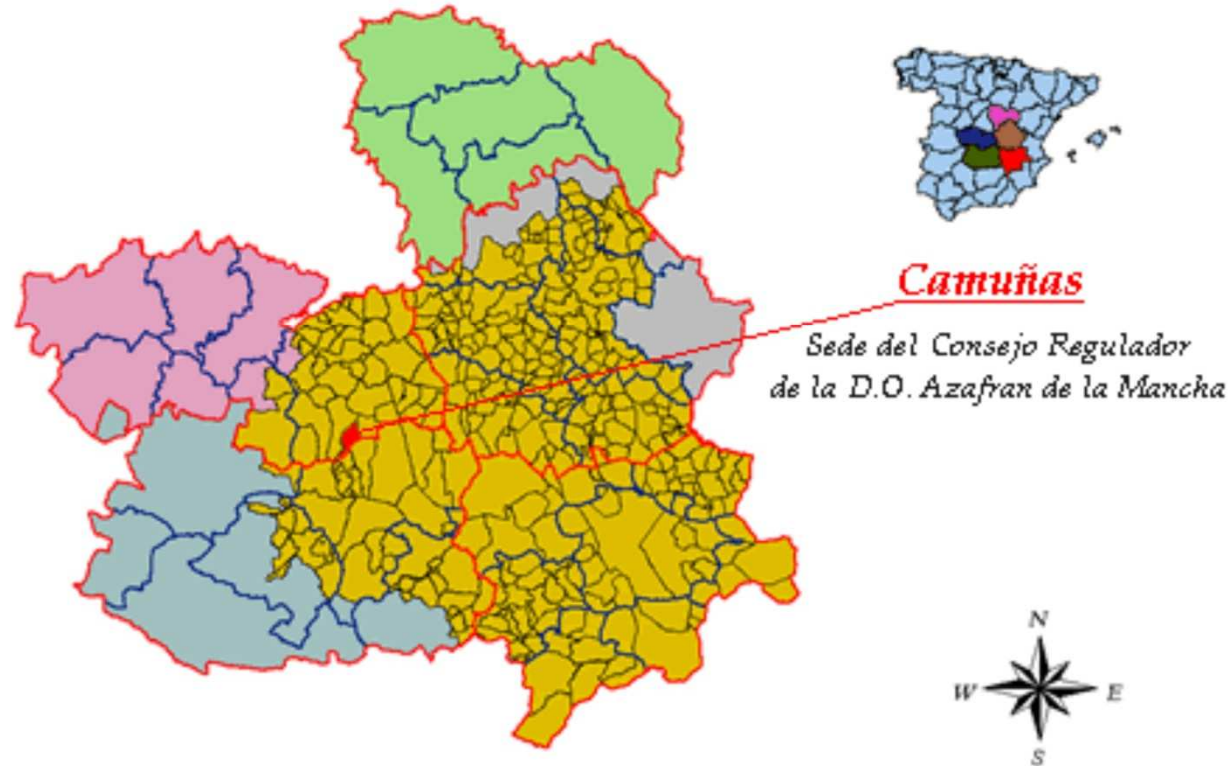 Camuñas
Sede del Consejo Regulador
de la D.O. Azafran de la Mancha
N
W E
S